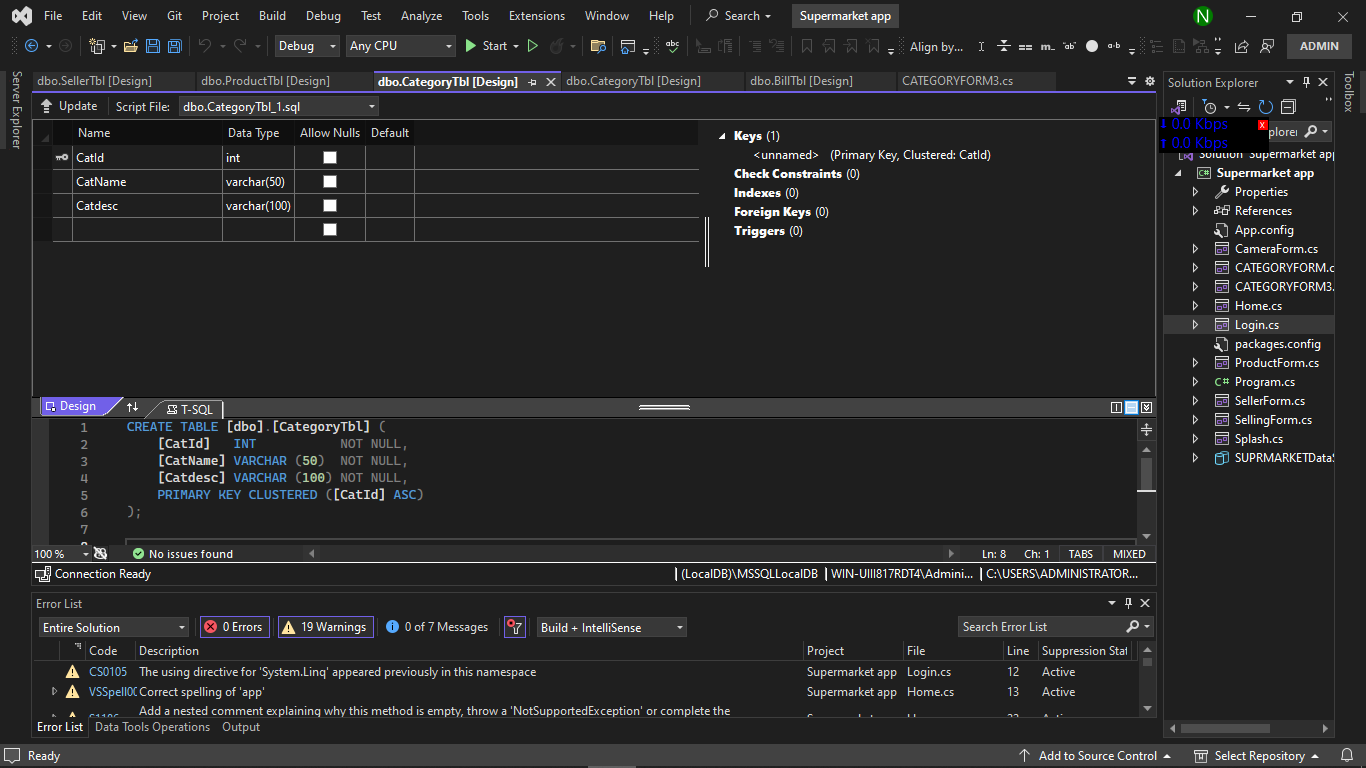 File Edit View Git Project Build Debug Test Analyze Tools Extensions Window Help Search Supermarket app N
Debug Any CPU Start Align by... ADMIN
Server Explorer
Toolbox
dbo.SellerTbl [Design] dbo.ProductTbl [Design] dbo.CategoryTbl [Design] dbo.CategoryTbl [Design] dbo.BillTbl [Design] CATEGORYFORM3.cs
Update Script File: dbo.CategoryTbl_1.sql
Name Data Type Allow Nulls Default
CatId int
CatName varchar(50)
Catdesc varchar(100)
Keys (1)
<unnamed> (Primary Key, Clustered: CatId)
Check Constraints (0)
Indexes (0)
Foreign Keys (0)
Triggers (0)
Design T-SQL
1 CREATE TABLE [dbo].[CategoryTbl] (
2 [CatId] INT NOT NULL,
3 [CatName] VARCHAR (50) NOT NULL,
4 [Catdesc] VARCHAR (100) NOT NULL,
5 PRIMARY KEY CLUSTERED ([CatId] ASC)
6 );
7
100 % No issues found Ln: 8 Ch: 1 TABS MIXED
Connection Ready (LocalDB)\MSSQLLocalDB WIN-UIII817RDT4\Admini... C:\USERS\ADMINISTRATOR...
Error List
Entire Solution 0 Errors 19 Warnings 0 of 7 Messages Build + IntelliSense Search Error List
Code Description Project File Line Suppression Stat
CS0105 The using directive for 'System.Linq' appeared previously in this namespace Supermarket app Login.cs 12 Active
VSSpell00 Correct spelling of 'app' Supermarket app Home.cs 13 Active
Add a nested comment explaining why this method is empty, throw a 'NotSupportedException' or complete the
Error List Data Tools Operations Output
Solution Explorer
0.0 Kbps x
0.0 Kbps
plorer
Solution 'Supermarket app
Supermarket app
Properties
References
App.config
CameraForm.cs
CATEGORYFORM.c
CATEGORYFORM3.
Home.cs
Login.cs
packages.config
ProductForm.cs
C# Program.cs
SellerForm.cs
SellingForm.cs
Splash.cs
SUPRMARKETDataS
Ready Add to Source Control Select Repository